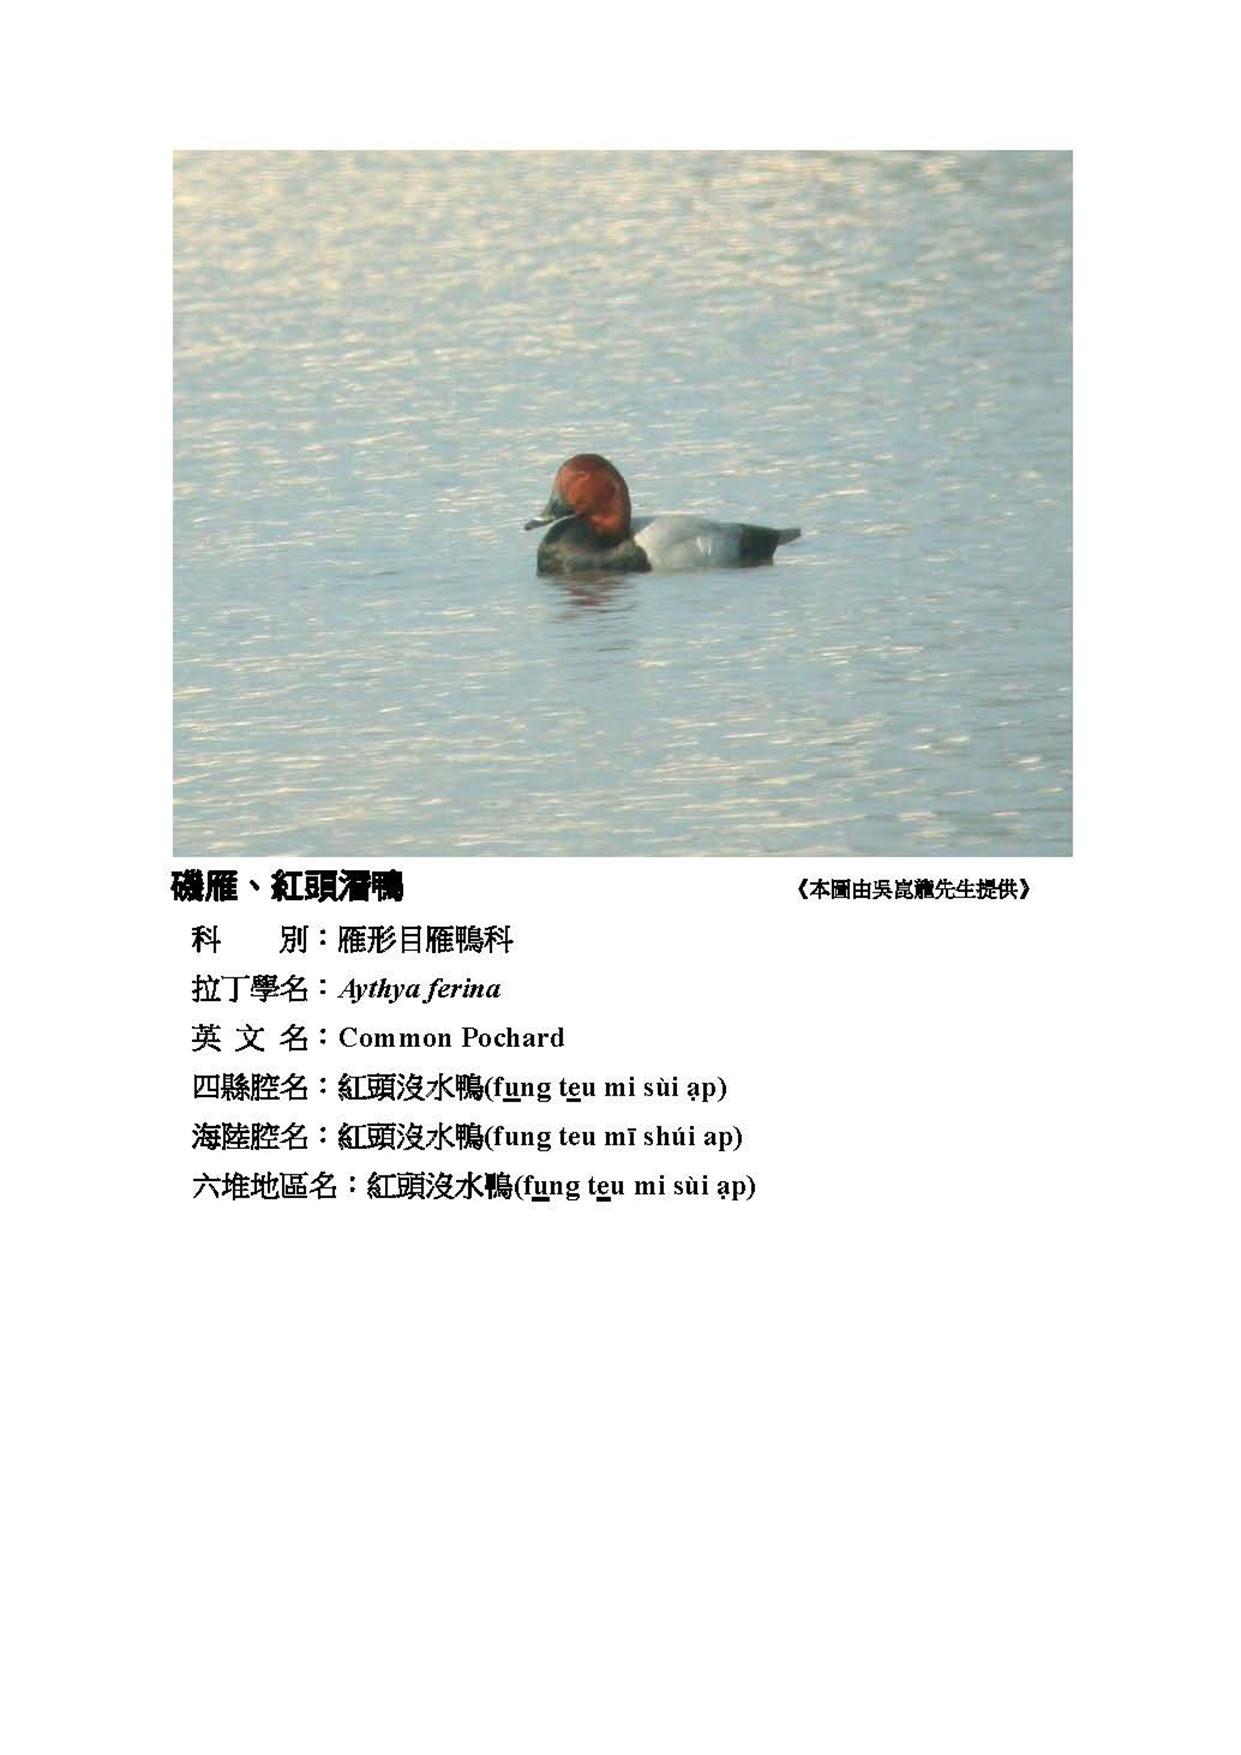 磯雁、紅頭潛鴨 《本圖由吳崑龍先生提供》
科　　別：雁形目雁鴨科
拉丁學名：Aythya ferina
英 文 名：Common Pochard
四縣腔名：紅頭沒水鴨(fu̲ng te̲u mi sùi ạp)
海陸腔名：紅頭沒水鴨(fung teu mī shúi ap)
六堆地區名：紅頭沒水鴨(fu̲ng te̲u mi sùi ạp)